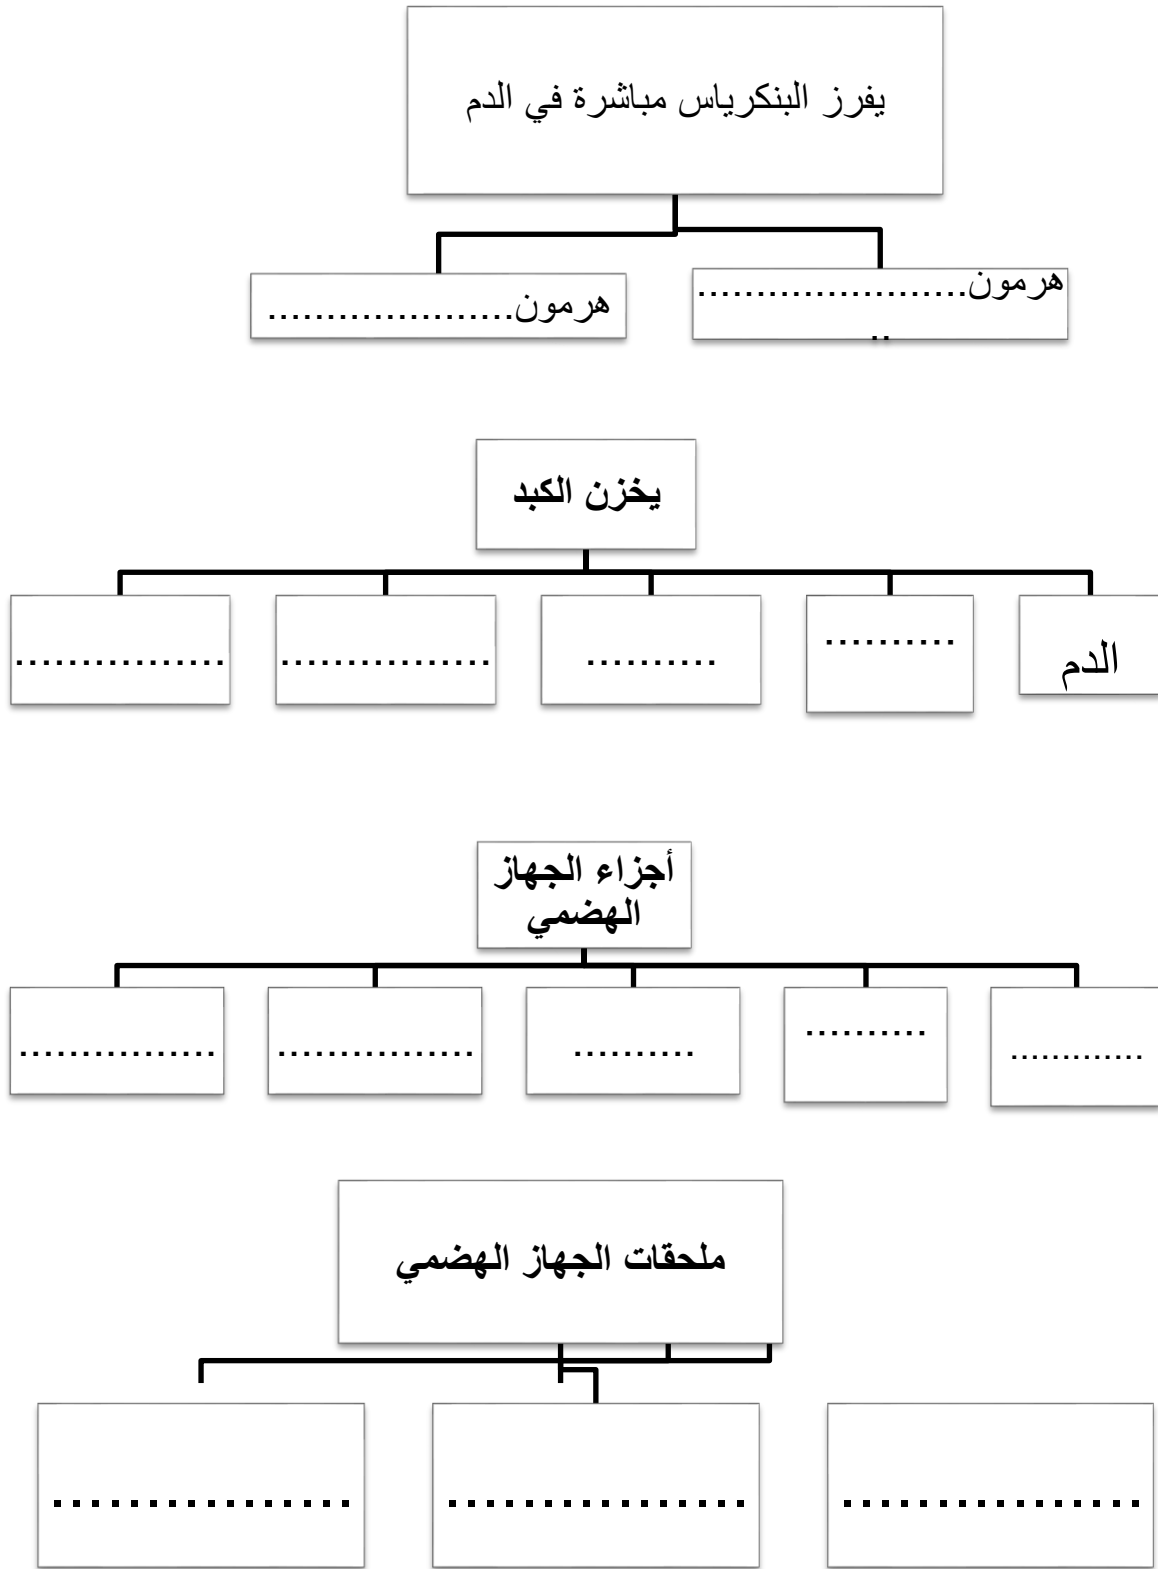 يفرز البنكرياس مباشرة في الدم
هرمون.......................
..
هرمون.....................
يخزن الكبد
الدم
..........
..........
................
................
أجزاء الجهاز
الهضمي
.............
..........
..........
................
................
ملحقات الجهاز الهضمي
................
................
................